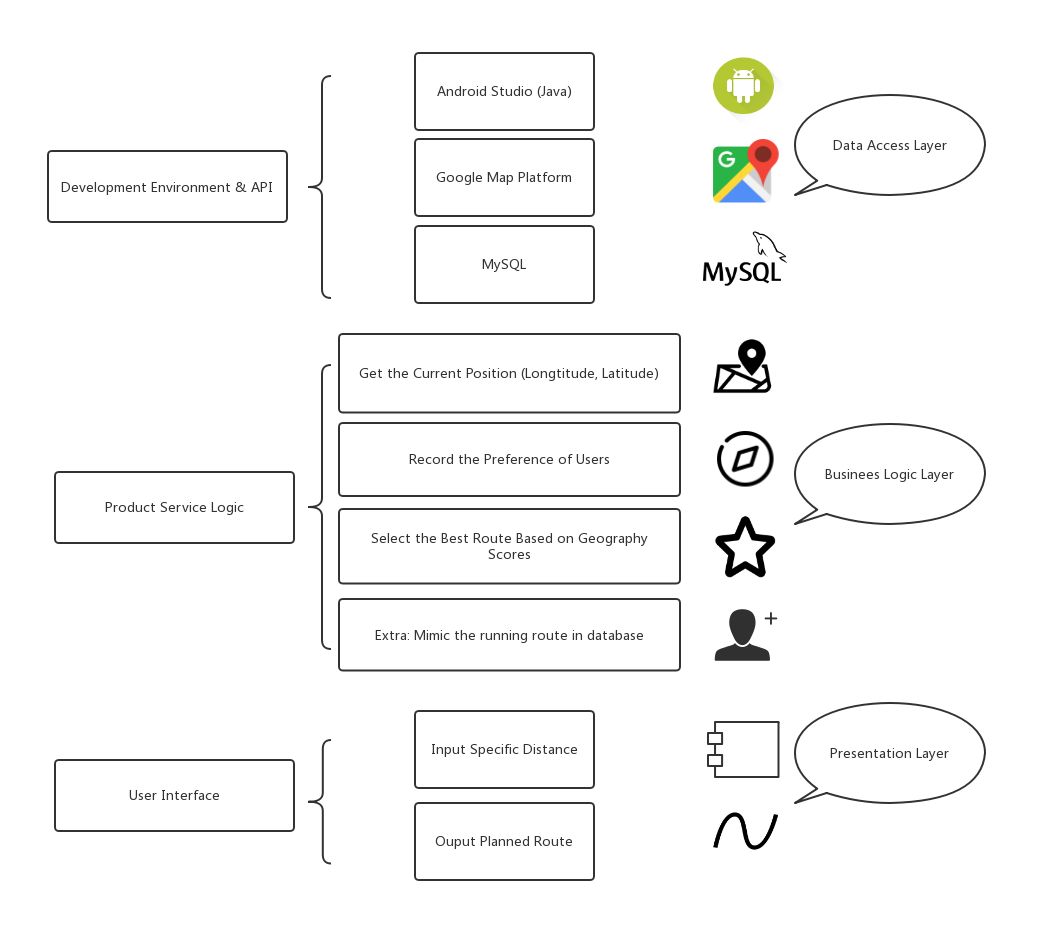 Android Studio (Java)
Data Access Layer
Development Environment & API
Google Map Platform
G
MySQL
MySQL
Get the Current Position (Longtitude, Latitude)
Record the Preference of Users
Businees Logic Layer
Product Service Logic
Select the Best Route Based on Geography
Scores
Extra: Mimic the running route in database
Input Specific Distance
Presentation Layer
User Interface
Ouput Planned Route